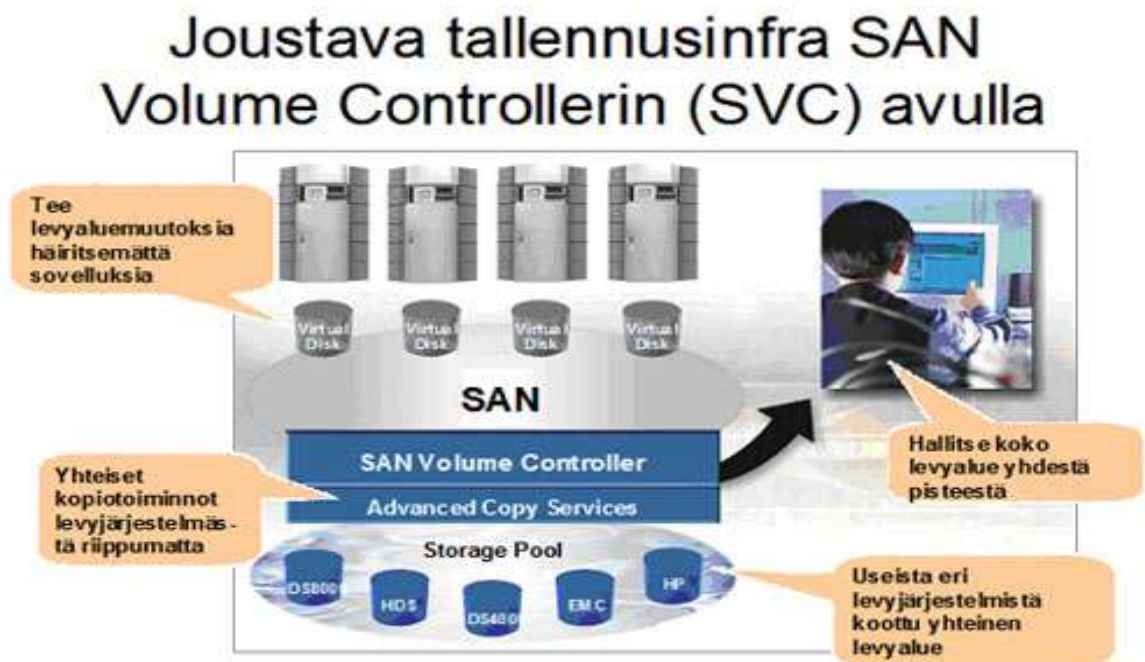 Joustava tallennusinfra SAN
Volume Controllerin (SVC) avulla
Tee
levyaluemuutoksia
häiritsemättä
sovelluksia
Virtual
Disk
Virtual
Disk
Virtual
Disk
Virtual
Disk
SAN
SAN Volume Controller
Advanced Copy Services
Yhteiset
kopiotoiminnot
levyjärjestelmäs-
tä riippumatta
Hallitse koko
levyalue yhdestä
pisteestä
Storage Pool
DS8000
HDS
DS4000
EMC
HP
Useista eri
levyjärjestelmistä
koottu yhteinen
levyalue